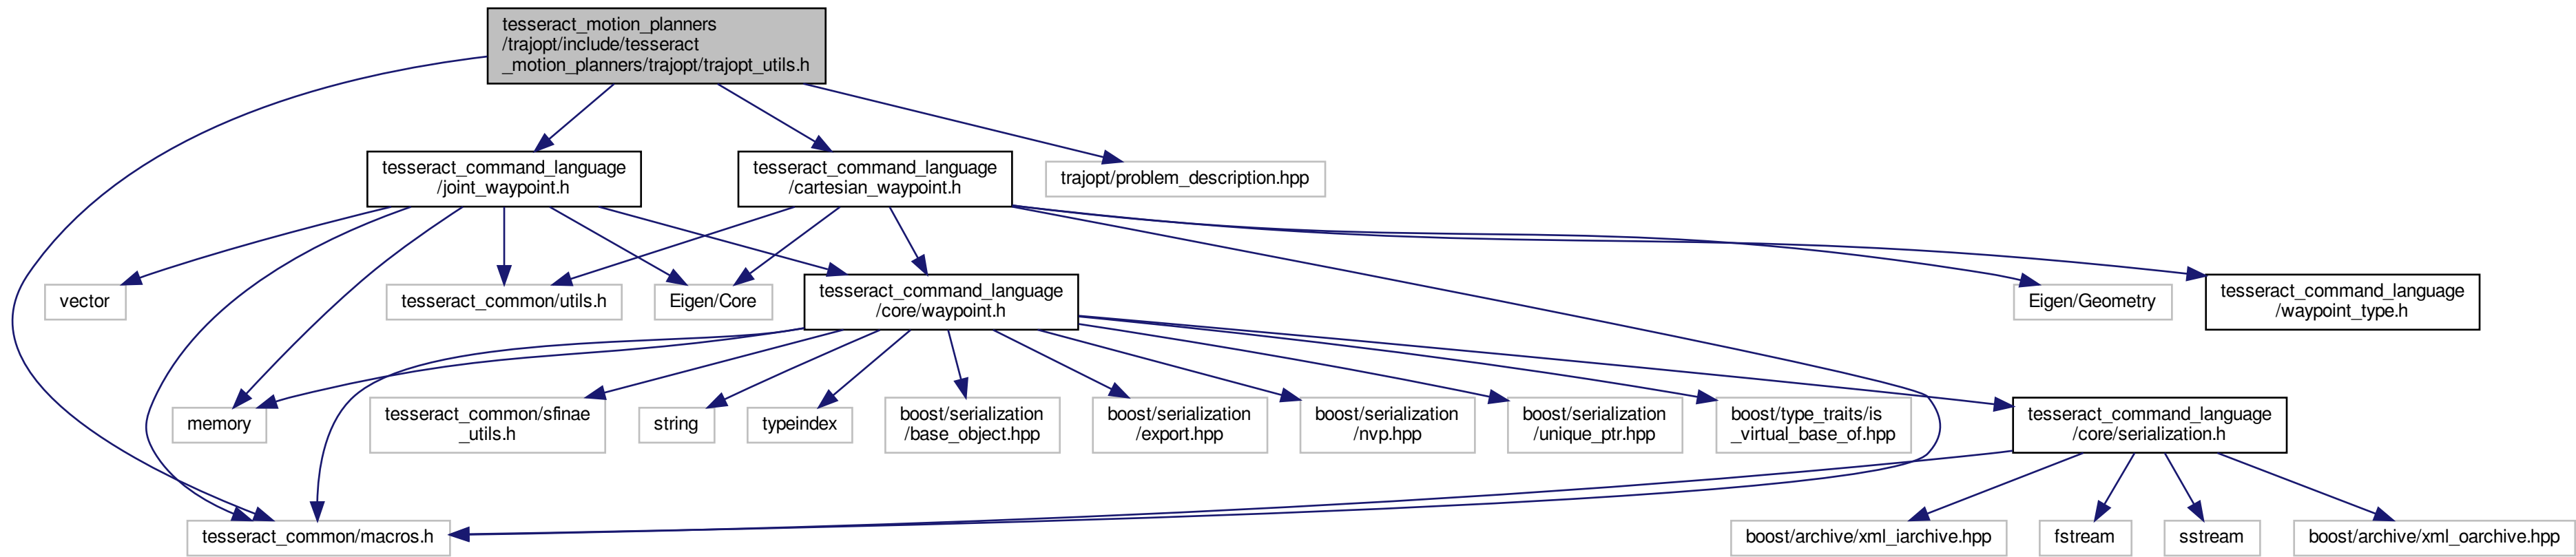 tesseract_motion_planners
/trajopt/include/tesseract
_motion_planners/trajopt/trajopt_utils.h
tesseract_command_language
/joint_waypoint.h
tesseract_command_language
/cartesian_waypoint.h
trajopt/problem_description.hpp
vector
tesseract_common/utils.h
Eigen/Core
tesseract_command_language
/core/waypoint.h
Eigen/Geometry
tesseract_command_language
/waypoint_type.h
memory
tesseract_common/sfinae
_utils.h
string
typeindex
boost/serialization
/base_object.hpp
boost/serialization
/export.hpp
boost/serialization
/nvp.hpp
boost/serialization
/unique_ptr.hpp
boost/type_traits/is
_virtual_base_of.hpp
tesseract_command_language
/core/serialization.h
tesseract_common/macros.h
boost/archive/xml_iarchive.hpp
fstream
sstream
boost/archive/xml_oarchive.hpp